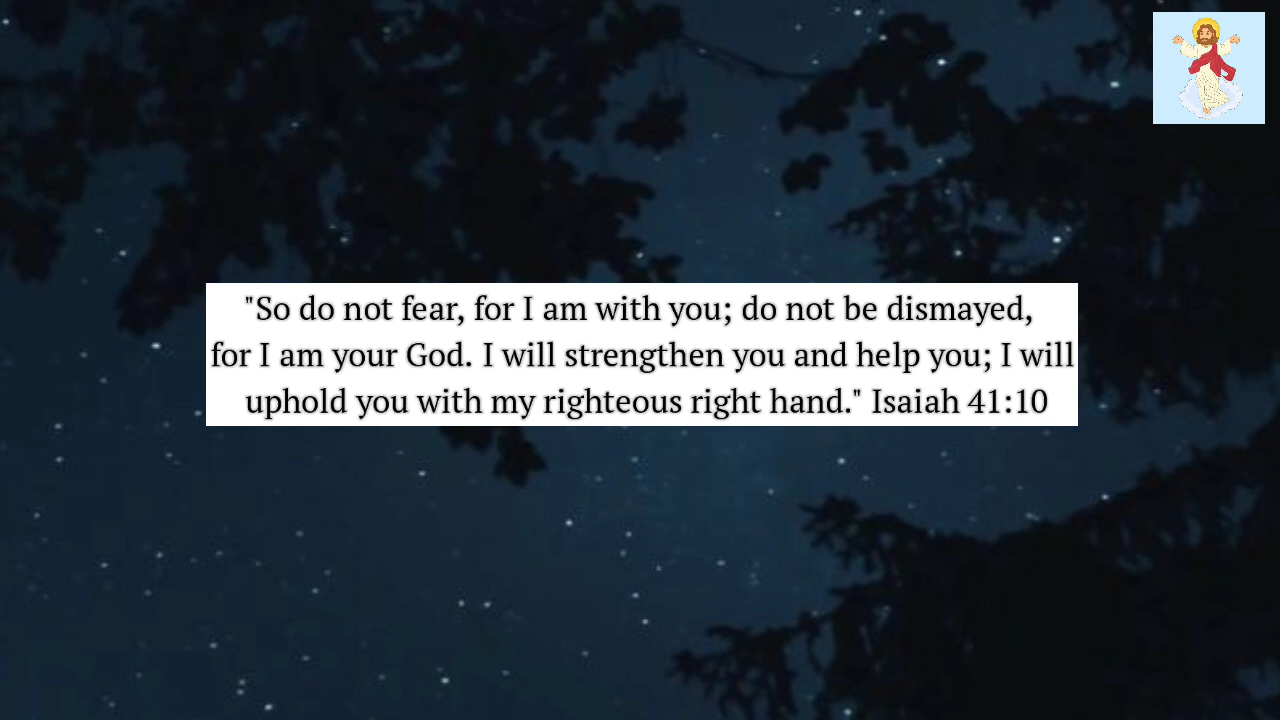 "So do not fear, for I am with you; do not be dismayed,
for I am your God. I will strengthen you and help you; I will
uphold you with my righteous right hand." Isaiah 41:10